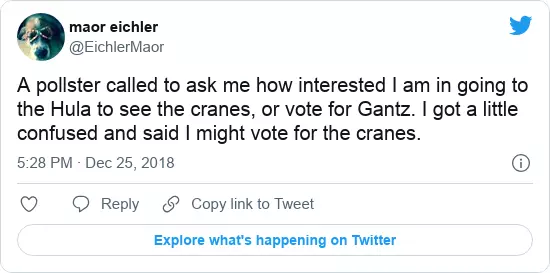 maor eichler
@EichlerMaor
A pollster called to ask me how interested I am in going to
the Hula to see the cranes, or vote for Gantz. I got a little
confused and said I might vote for the cranes.
5:28 PM · Dec 25, 2018
Reply
Copy link to Tweet
Explore what's happening on Twitter